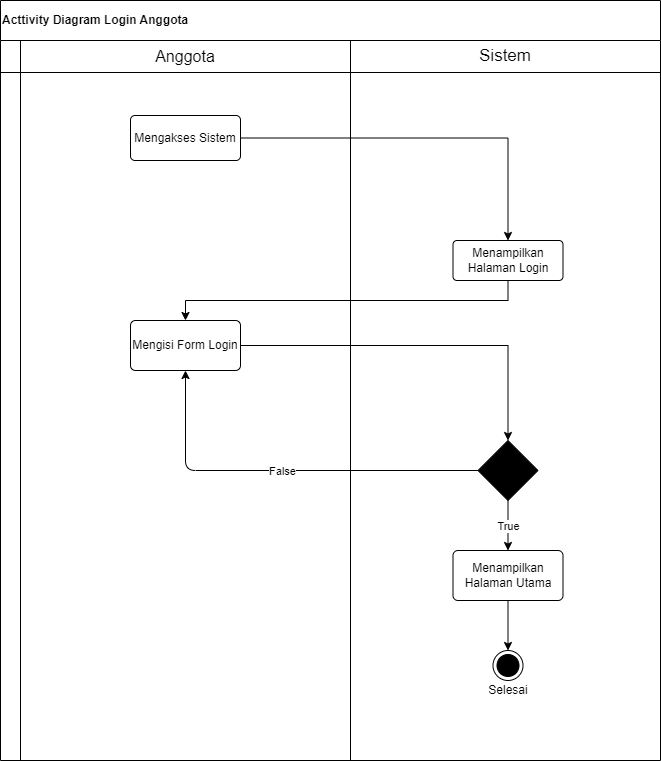 Acttivity Diagram Login Anggota
Anggota
Sistem
Mengakses Sistem
Menampilkan
Halaman Login
Mengisi Form Login
False
True
Menampilkan
Halaman Utama
Selesai